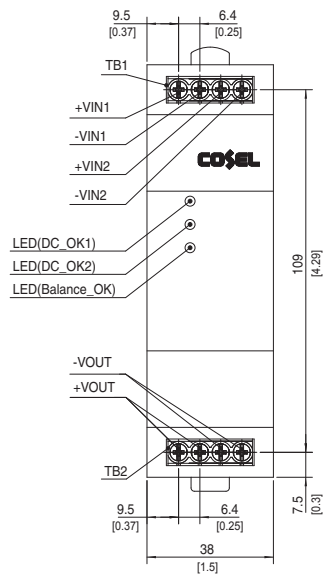 9.5
[0.37]
6.4
[0.25]
TB1
+VIN1
-VIN1
+VIN2
-VIN2
COSEL
LED(DC_OK1)
LED(DC_OK2)
LED(Balance_OK)
109
[4.29]
-VOUT
+VOUT
TB2
9.5
[0.37]
6.4
[0.25]
7.5
[0.3]
38
[1.5]